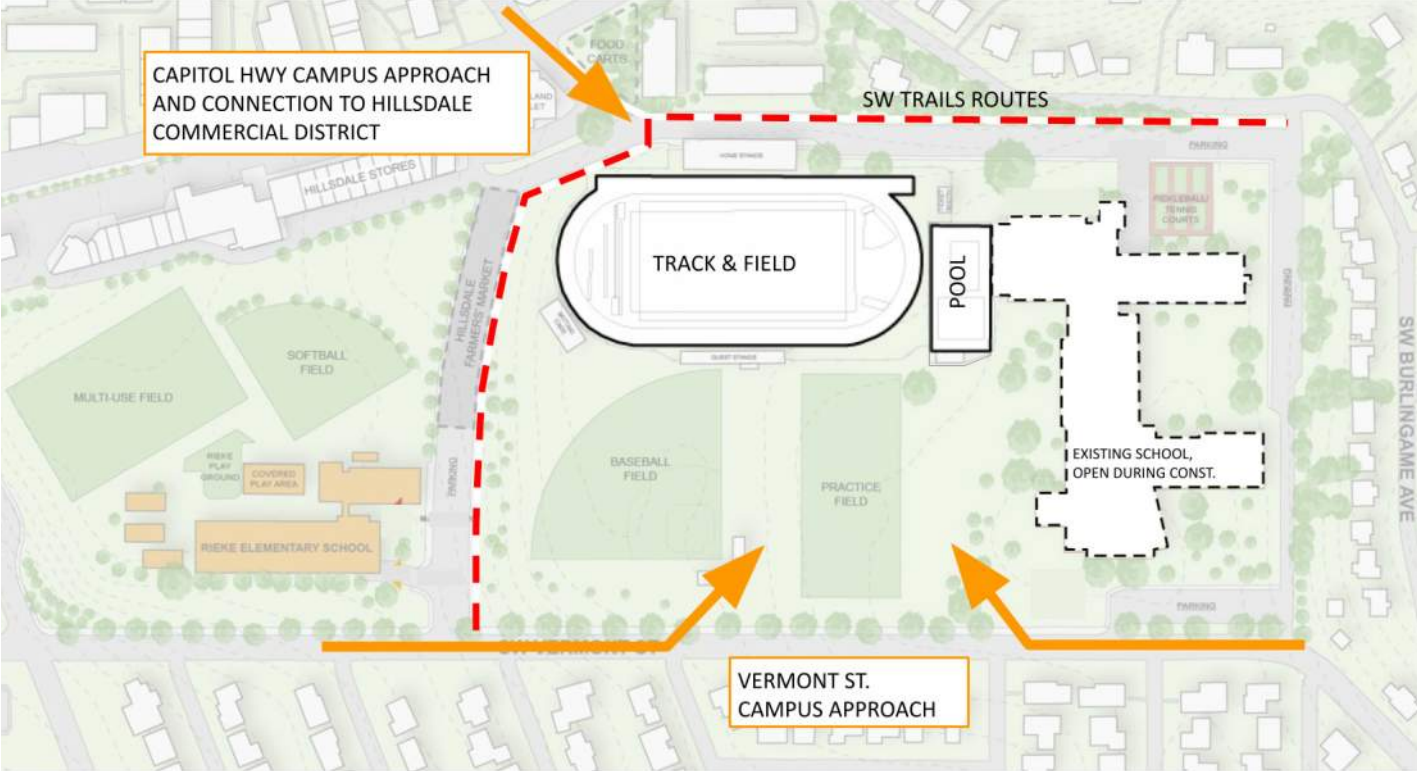 FOOD
CARTS
CAPITOL HWY CAMPUS APPROACH
AND CONNECTION TO HILLSDALE
COMMERCIAL DISTRICT
SW TRAILS ROUTES
HOME STANDS
PARKING
HILLSDALE STORES
PICKLEBALL/
TENNIS
COURTS
TRACK & FIELD
POOL
HILLSDALE
FARMERS' MARKET
PARKING
GUEST STANDS
SW BURLINGAME AVE
SOFTBALL
FIELD
MULTI-USE FIELD
RIEKE
PLAY
GROUND
COVERED
PLAY AREA
PARKING
BASEBALL
FIELD
PRACTICE
FIELD
EXISTING SCHOOL,
OPEN DURING CONST.
RIEKE ELEMENTARY SCHOOL
PARKING
SW VERMONT ST
VERMONT ST.
CAMPUS APPROACH